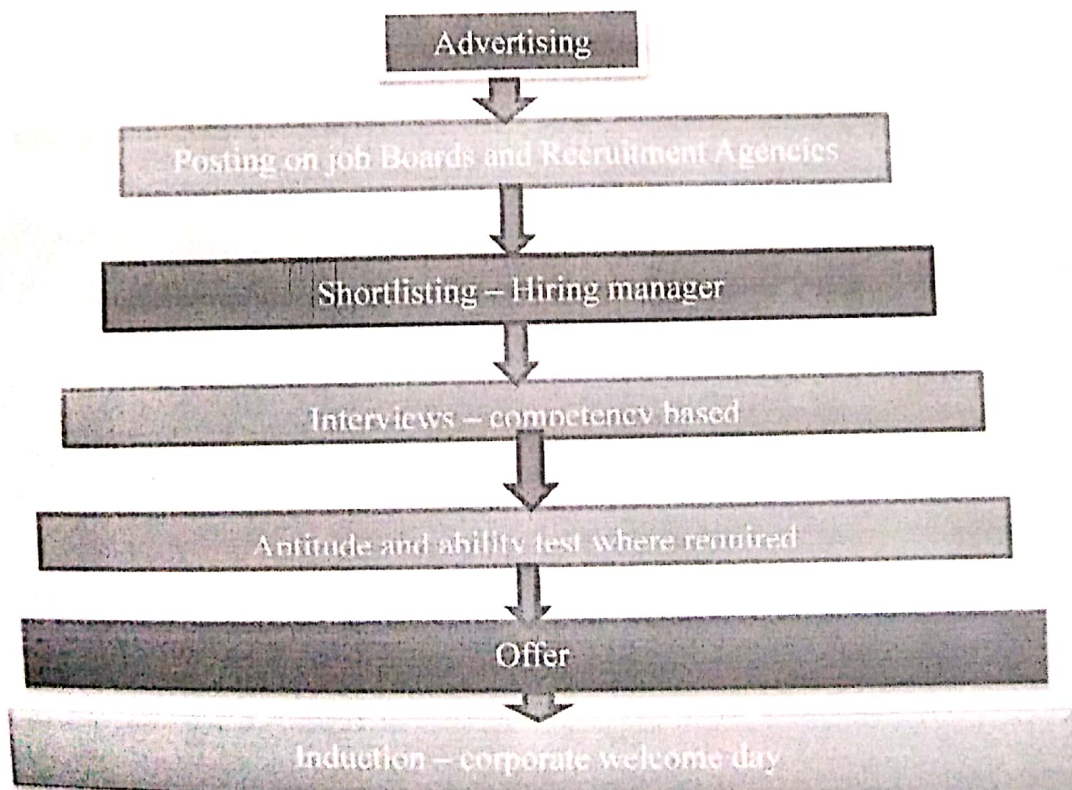 Advertising
Posting on job Boards and Recruitment Agencies
Shortlisting – Hiring manager
Interviews – competency based
Aptitude and ability test where required
Offer
Induction – corporate welcome day